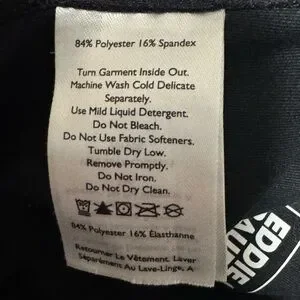 84% Polyester 16% Spandex
Turn Garment Inside Out.
Machine Wash Cold Delicate
Separately.
Use Mild Liquid Detergent.
Do Not Bleach.
Do Not Use Fabric Softeners.
Tumble Dry Low.
Remove Promptly.
Do Not Iron.
Do Not Dry Clean.
84% Polyester 16% Élasthanne
Retourner Le Vêtement, Laver
Séparément Au Lave-Linge, A
EDDIE
BAU